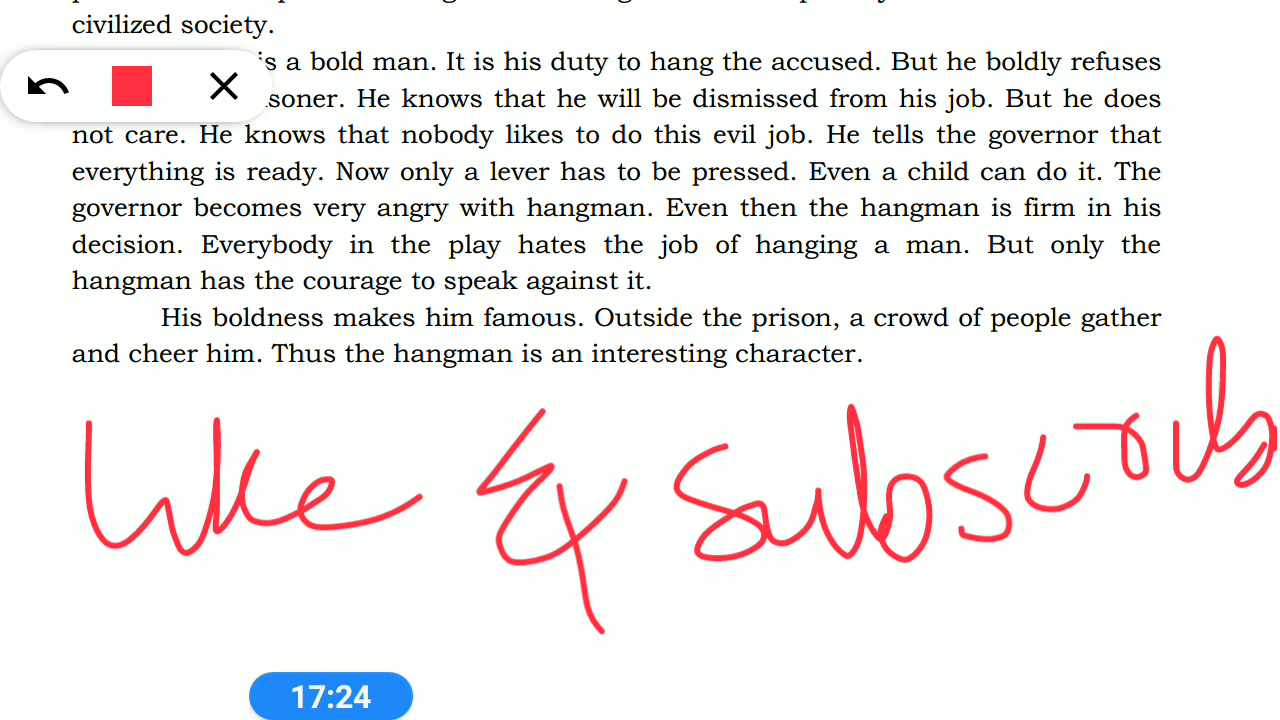 civilized society.
is a bold man. It is his duty to hang the accused. But he boldly refuses
soner. He knows that he will be dismissed from his job. But he does
not care. He knows that nobody likes to do this evil job. He tells the governor that
everything is ready. Now only a lever has to be pressed. Even a child can do it. The
governor becomes very angry with hangman. Even then the hangman is firm in his
decision. Everybody in the play hates the job of hanging a man. But only the
hangman has the courage to speak against it.
His boldness makes him famous. Outside the prison, a crowd of people gather
and cheer him. Thus the hangman is an interesting character.
Like & Subscrib
17:24